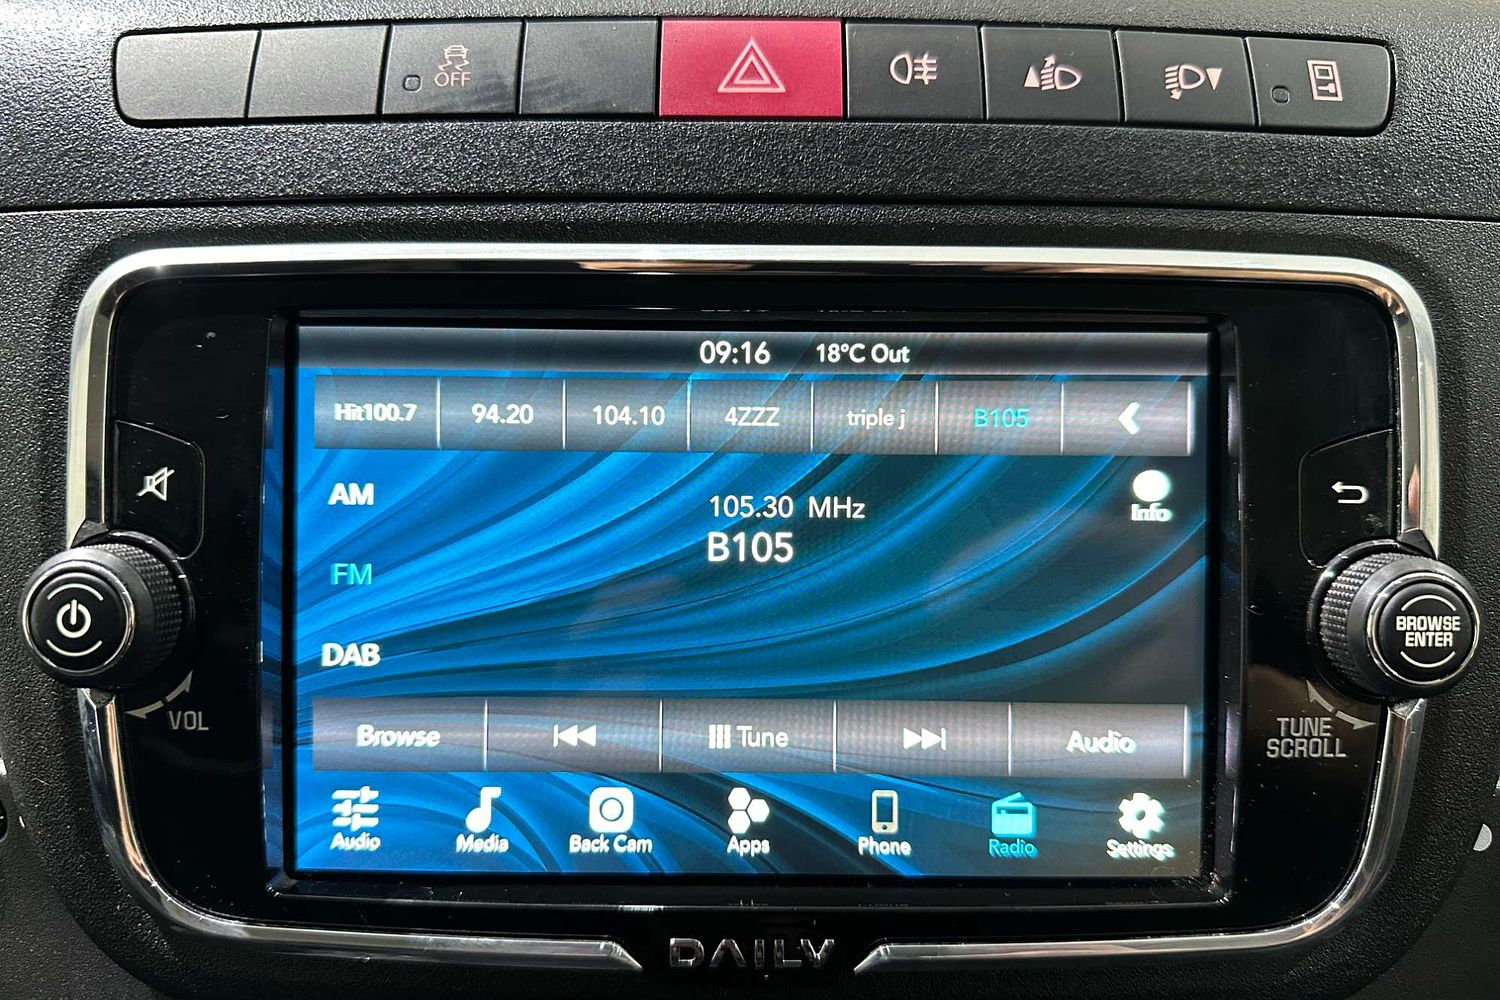 OFF
09:16 18°C Out
Hit100.7 94.20 104.10 4ZZZ triple j B105
AM
105.30 MHz
Info
B105
FM
BROWSE
ENTER
DAB
VOL
TUNE
SCROLL
Browse Tune Audio
Audio Media Back Cam Apps Phone Radio Settings
DAILY